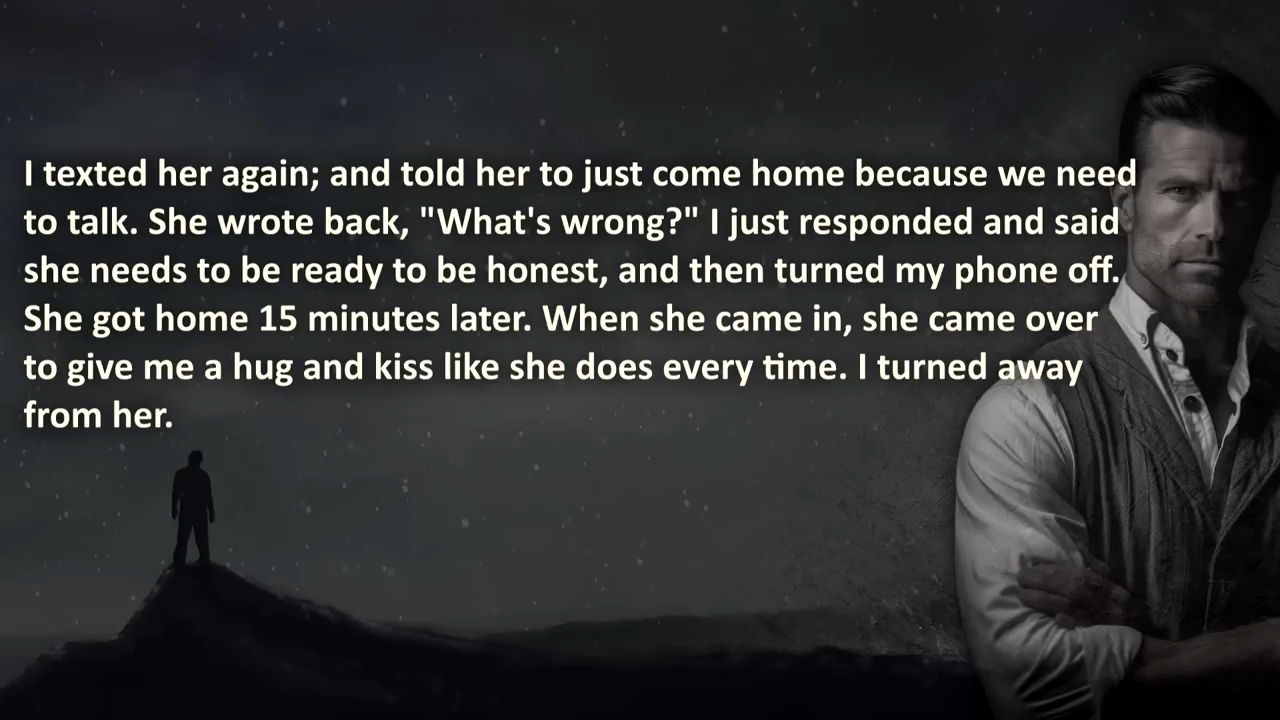 I texted her again; and told her to just come home because we need
to talk. She wrote back, "What's wrong?" I just responded and said
she needs to be ready to be honest, and then turned my phone off.
She got home 15 minutes later. When she came in, she came over
to give me a hug and kiss like she does every time. I turned away
from her.